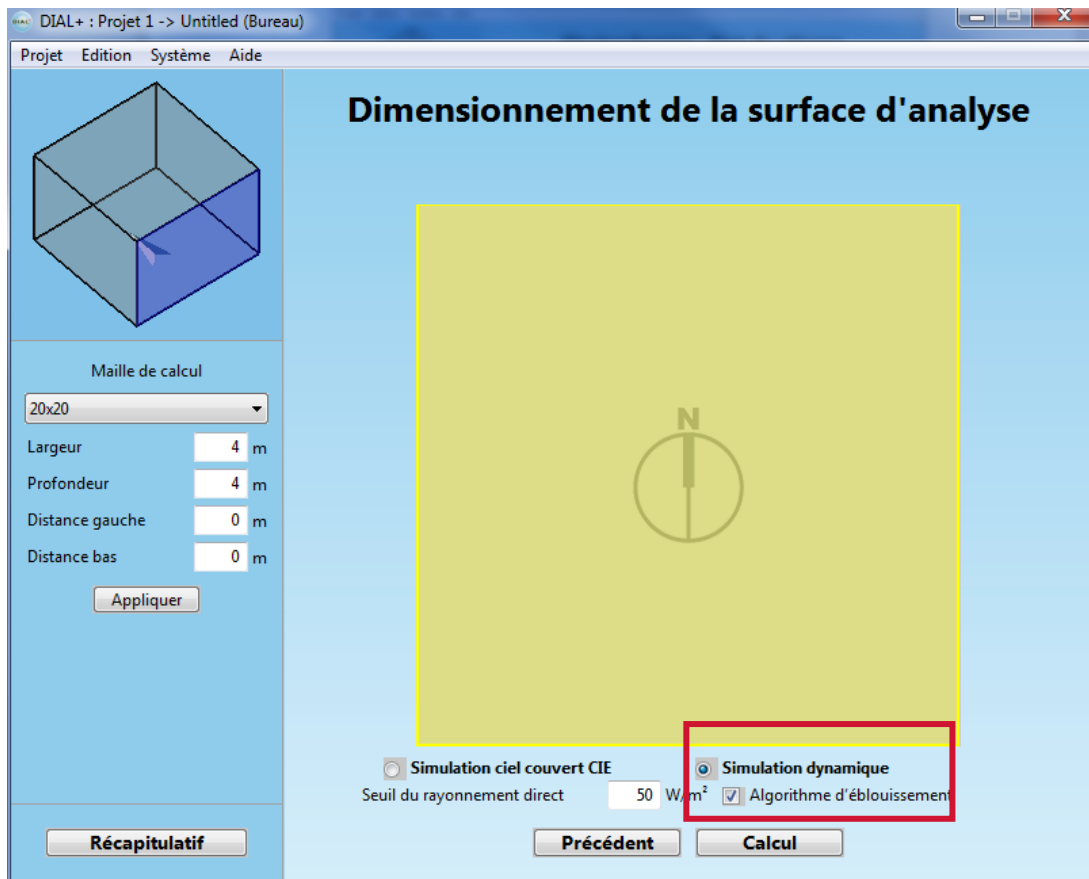 DIAL+ : Projet 1 -> Untitled (Bureau)
Projet Edition Système Aide
Dimensionnement de la surface d'analyse
Maille de calcul
20x20
Largeur 4 m
Profondeur 4 m
Distance gauche 0 m
Distance bas 0 m
Appliquer
N
Simulation ciel couvert CIE Simulation dynamique
Seuil du rayonnement direct 50 W/m² Algorithme d'éblouissement
Récapitulatif Précédent Calcul